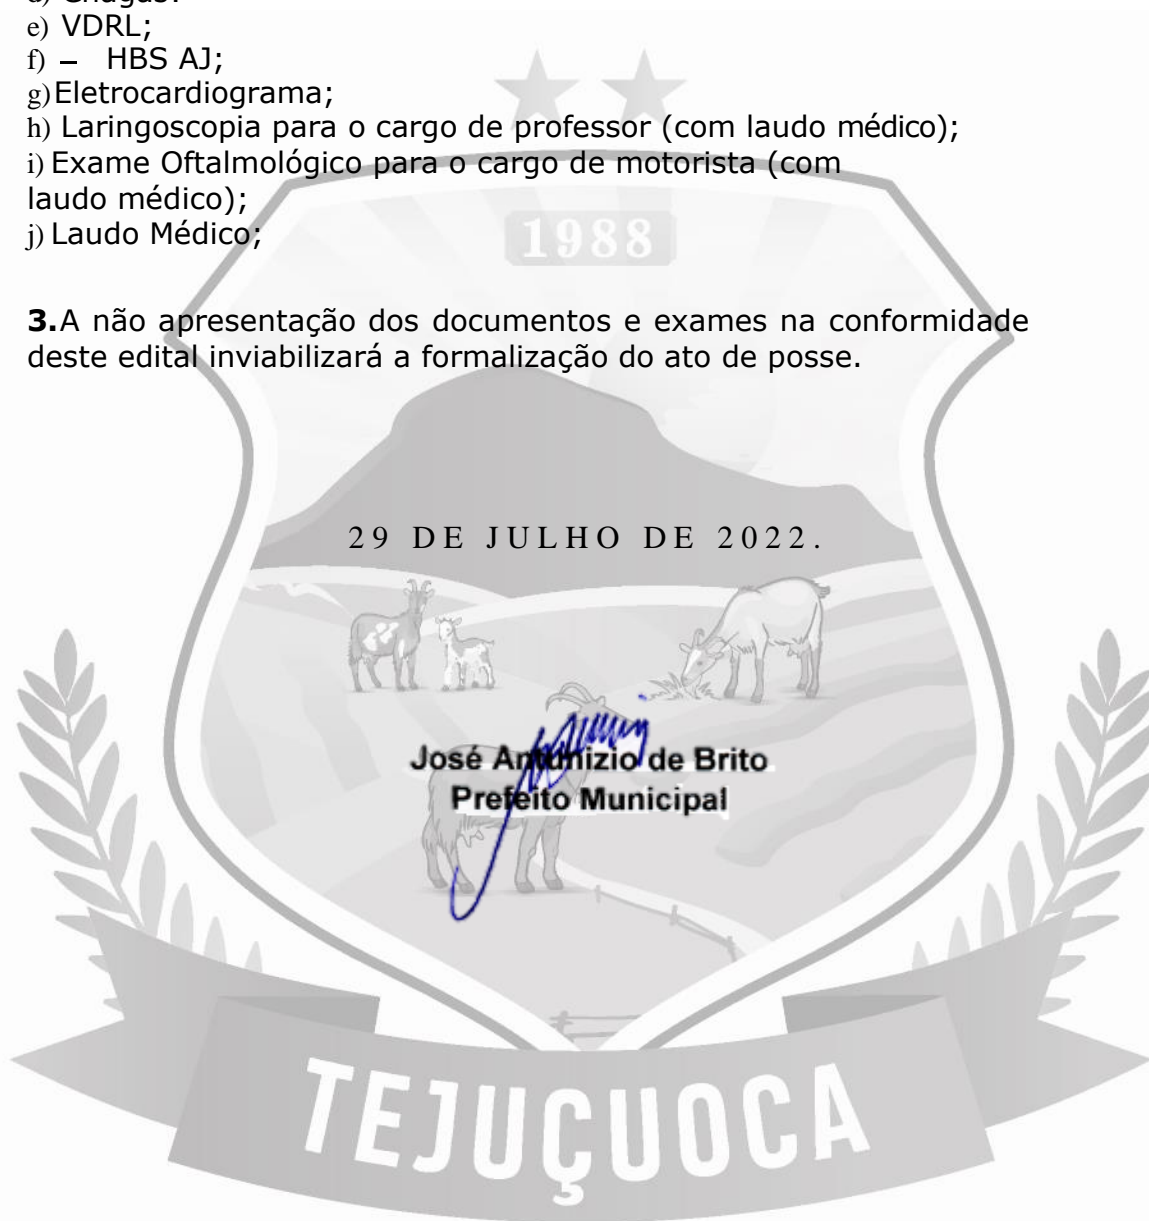 d) Chagas.
e) VDRL;
f) – HBS AJ;
g)Eletrocardiograma;
h) Laringoscopia para o cargo de professor (com laudo médico);
i) Exame Oftalmológico para o cargo de motorista (com
laudo médico);
j) Laudo Médico;
1988
3.A não apresentação dos documentos e exames na conformidade
deste edital inviabilizará a formalização do ato de posse.
29 DE JULHO DE 2022.
José Antunizio de Brito
Prefeito Municipal
TEJUÇUOCA